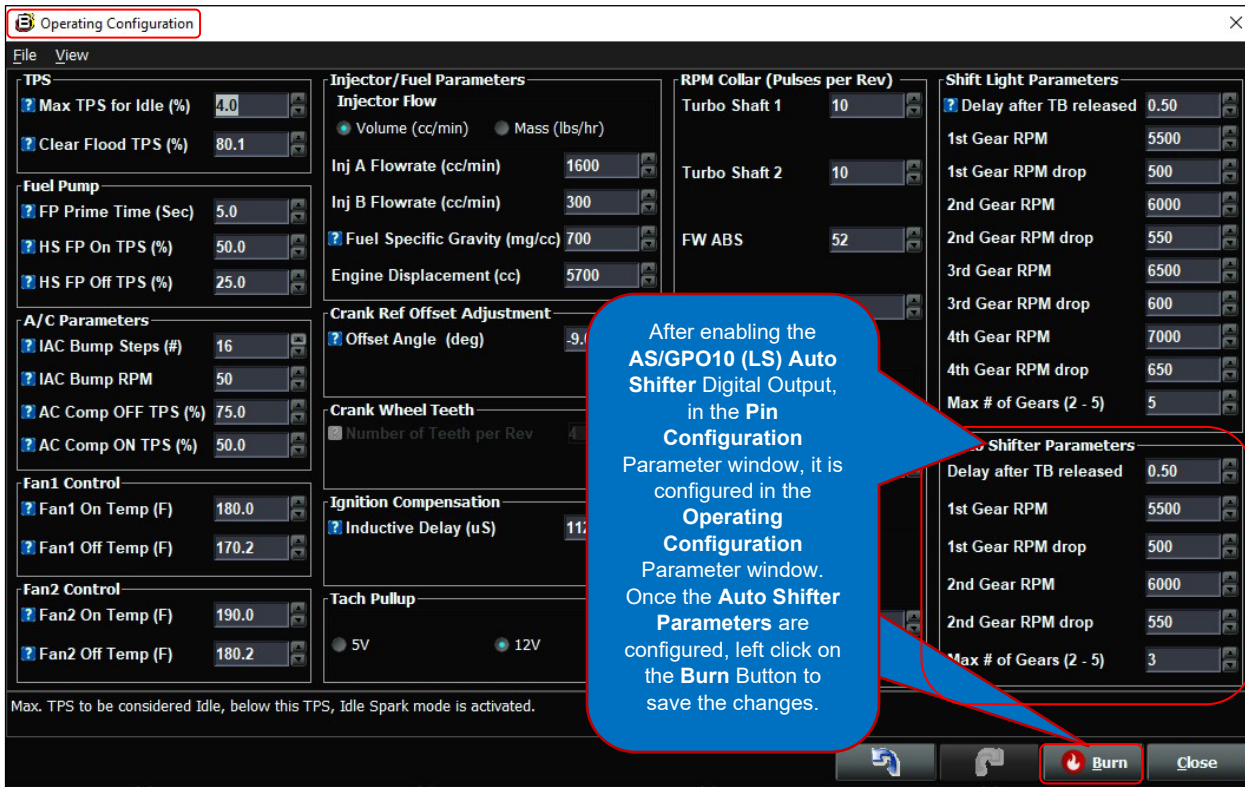 Operating Configuration
File View
TPS
Max TPS for Idle (%) 4.0
Clear Flood TPS (%) 80.1
Fuel Pump
FP Prime Time (Sec) 5.0
HS FP On TPS (%) 50.0
HS FP Off TPS (%) 25.0
A/C Parameters
IAC Bump Steps (#) 16
IAC Bump RPM 50
AC Comp OFF TPS (%) 75.0
AC Comp ON TPS (%) 50.0
Fan1 Control
Fan1 On Temp (F) 180.0
Fan1 Off Temp (F) 170.2
Fan2 Control
Fan2 On Temp (F) 190.0
Fan2 Off Temp (F) 180.2
Injector/Fuel Parameters
Injector Flow
Volume (cc/min) Mass (lbs/hr)
Inj A Flowrate (cc/min) 1600
Inj B Flowrate (cc/min) 300
Fuel Specific Gravity (mg/cc) 700
Engine Displacement (cc) 5700
Crank Ref Offset Adjustment
Offset Angle (deg)
Crank Wheel Teeth
Number of Teeth per Rev
Ignition Compensation
Inductive Delay (uS)
Tach Pullup
5V 12V
RPM Collar (Pulses per Rev)
Turbo Shaft 1 10
Turbo Shaft 2 10
FW ABS 52
After enabling the
AS/GPO10 (LS) Auto
Shifter Digital Output,
in the Pin
Configuration
Parameter window, it is
configured in the
Operating
Configuration
Parameter window.
Once the Auto Shifter
Parameters are
configured, left click on
the Burn Button to
save the changes.
Shift Light Parameters
Delay after TB released 0.50
1st Gear RPM 5500
1st Gear RPM drop 500
2nd Gear RPM 6000
2nd Gear RPM drop 550
3rd Gear RPM 6500
3rd Gear RPM drop 600
4th Gear RPM 7000
4th Gear RPM drop 650
Max # of Gears (2 - 5) 5
Shifter Parameters
Delay after TB released 0.50
1st Gear RPM 5500
1st Gear RPM drop 500
2nd Gear RPM 6000
2nd Gear RPM drop 550
Max # of Gears (2 - 5) 3
Max. TPS to be considered Idle, below this TPS, Idle Spark mode is activated.
Burn Close